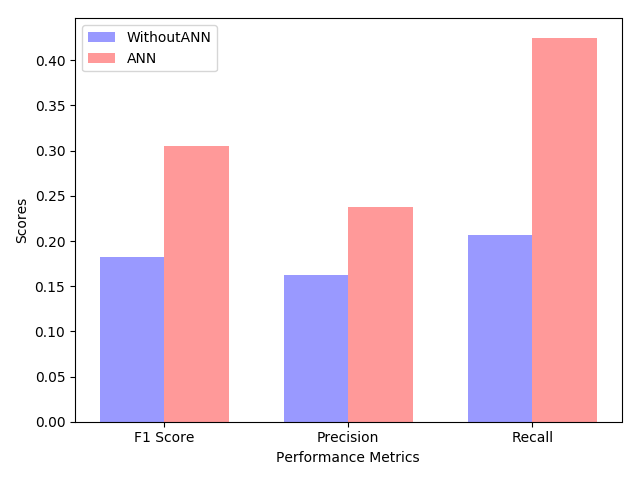 WithoutANN
ANN
Scores
0.40
0.35
0.30
0.25
0.20
0.15
0.10
0.05
0.00
F1 Score Precision Recall
Performance Metrics